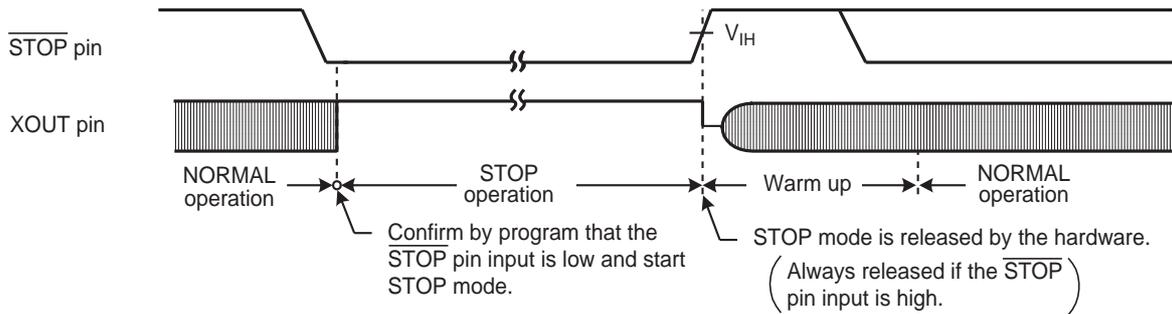 STOP pin
VIH
XOUT pin
NORMAL
operation
STOP
operation
Warm up
NORMAL
operation
Confirm by program that the
STOP pin input is low and start
STOP mode.
STOP mode is released by the hardware.
(Always released if the STOP
pin input is high.)